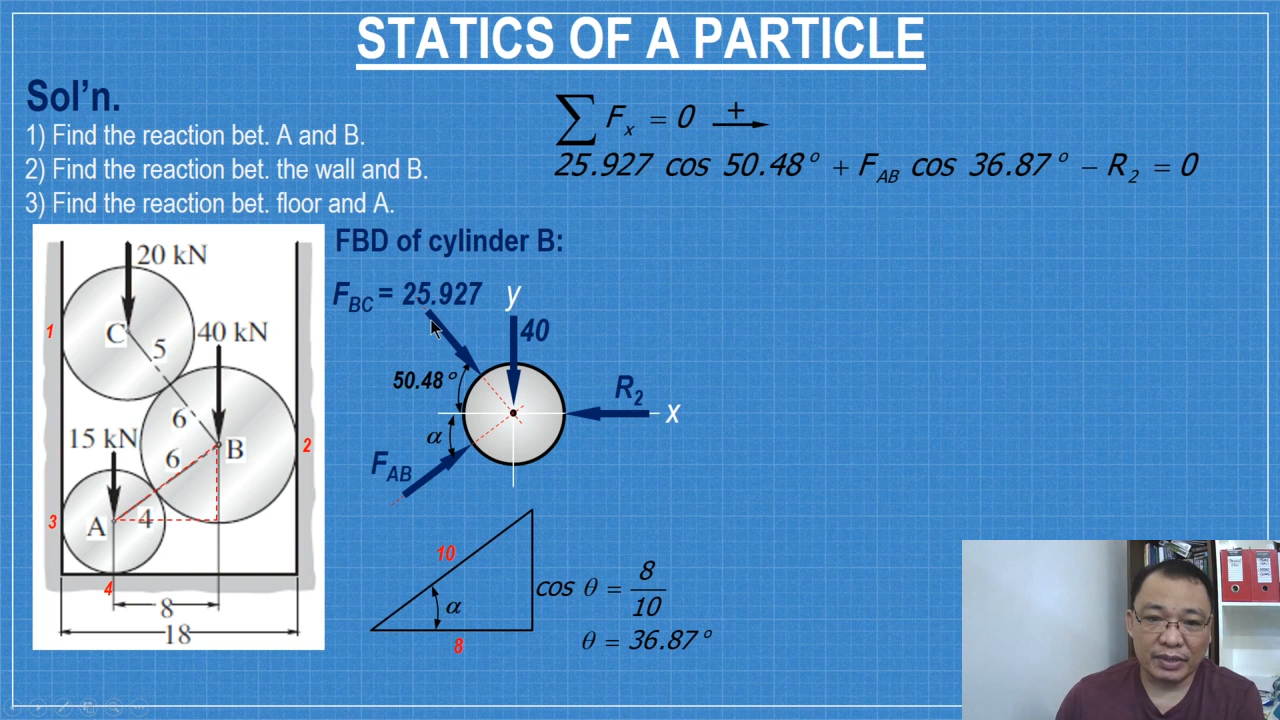 STATICS OF A PARTICLE
Sol'n.
1) Find the reaction bet. A and B.
2) Find the reaction bet. the wall and B.
3) Find the reaction bet. floor and A.
∑ Fx = 0 +
25.927 cos 50.48° + FAB cos 36.87° − R2 = 0
20 kN
1
C
5
40 kN
6
15 kN
6
B
2
3
A
4
4
8
18
FBD of cylinder B:
FBC = 25.927
y
40
50.48°
R2
x
α
FAB
10
α
8
cos θ = 8/10
θ = 36.87°